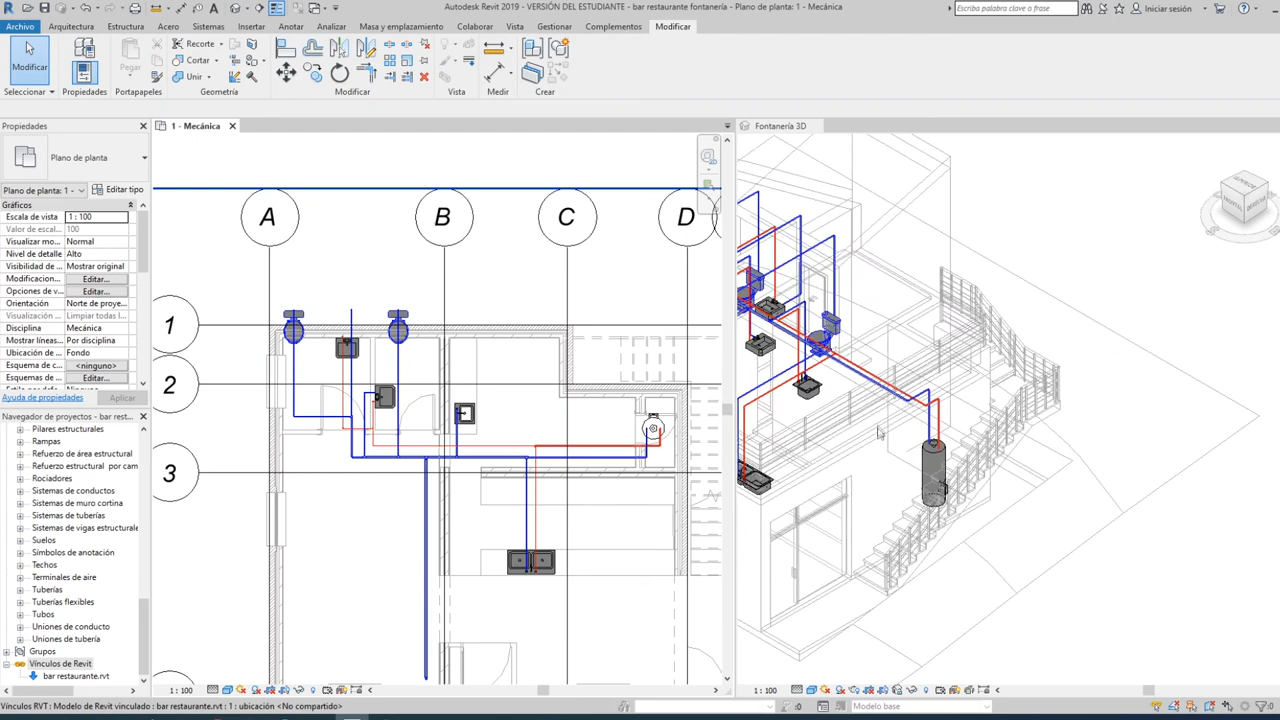 Autodesk Revit 2019 - VERSIÓN DEL ESTUDIANTE - bar restaurante fontanería - Plano de planta: 1 - Mecánica
Escriba palabra clave o frase
Iniciar sesión
Archivo Arquitectura Estructura Acero Sistemas Insertar Anotar Analizar Masa y emplazamiento Colaborar Vista Gestionar Complementos Modificar
Modificar
Propiedades
Pegar
Recorte
Cortar
Unir
Seleccionar Propiedades Portapapeles Geometría Modificar Vista Medir Crear
Propiedades
Plano de planta
Plano de planta: 1 - Editar tipo
Gráficos
Escala de vista 1 : 100
Valor de escal... 100
Visualizar mo... Normal
Nivel de detalle Alto
Visibilidad de ... Mostrar original
Modificacion... Editar...
Opciones de v... Editar...
Orientación Norte de proye...
Visualización ... Limpiar todas l...
Disciplina Mecánica
Mostrar líneas... Por disciplina
Ubicación de ... Fondo
Esquema de c... <ninguno>
Esquemas de ... Editar...
Ayuda de propiedades Aplicar
Navegador de proyectos - bar rest...
Pilares estructurales
Rampas
Refuerzo de área estructural
Refuerzo estructural por cam
Rociadores
Sistemas de conductos
Sistemas de muro cortina
Sistemas de tuberías
Sistemas de vigas estructurale
Suelos
Símbolos de anotación
Techos
Terminales de aire
Tuberías
Tuberías flexibles
Tubos
Uniones de conducto
Uniones de tubería
Grupos
Vínculos de Revit
bar restaurante.rvt
1 - Mecánica
A B C D
1
2
3
1 : 100
Fontanería 3D
1 : 100
Vínculos RVT : Modelo de Revit vinculado : bar restaurante.rvt : 1 : ubicación <No compartido>
:0
Modelo base
:0